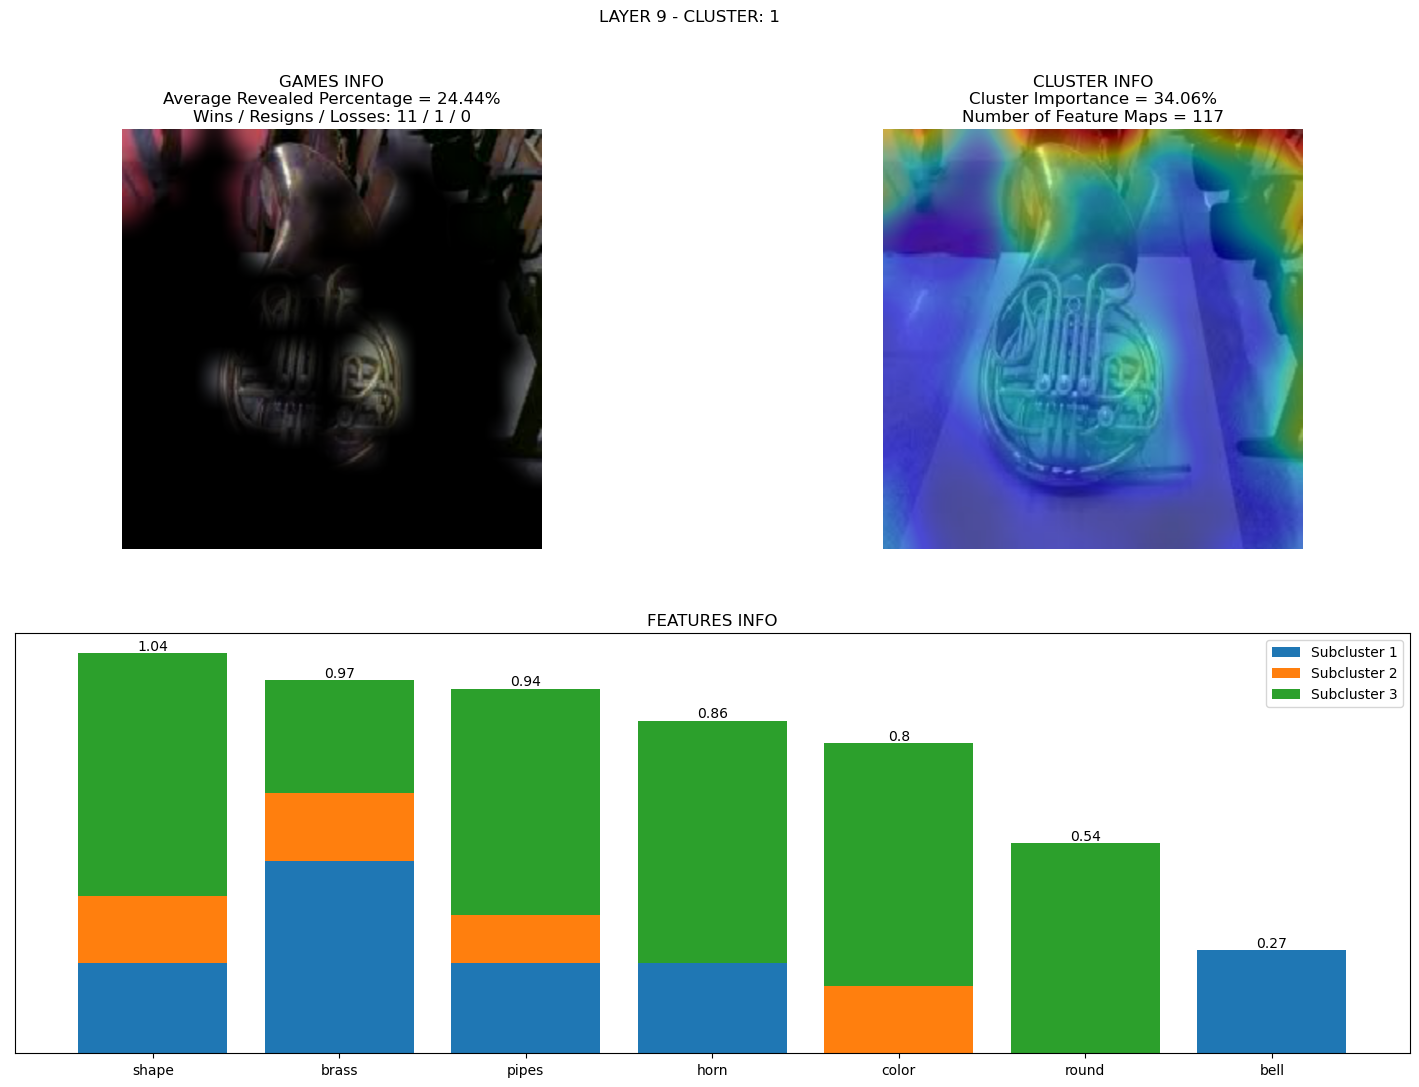 LAYER 9 - CLUSTER: 1
GAMES INFO
Average Revealed Percentage = 24.44%
Wins / Resigns / Losses: 11 / 1 / 0
CLUSTER INFO
Cluster Importance = 34.06%
Number of Feature Maps = 117
FEATURES INFO
1.04
0.97
0.94
0.86
0.8
0.54
0.27
Subcluster 1
Subcluster 2
Subcluster 3
shape
brass
pipes
horn
color
round
bell